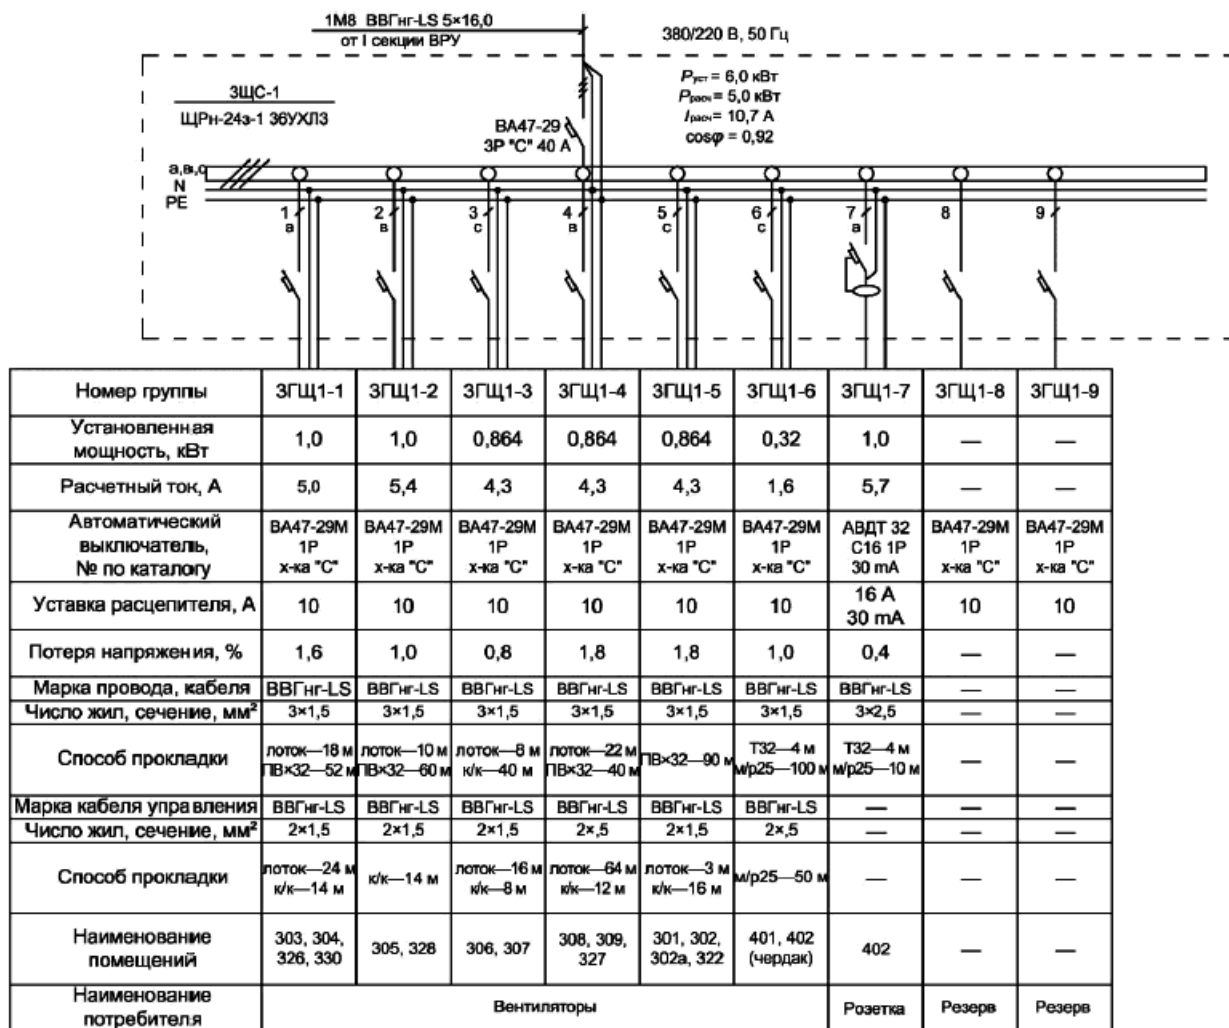 1М8 ВВГнг-LS 5×16,0
от I секции ВРУ
380/220 В, 50 Гц
Pуст = 6,0 кВт
Pрасч = 5,0 кВт
Iрасч = 10,7 А
cosφ = 0,92
3ЩС-1
ЩРн-24з-1 36УХЛ3
ВА47-29
3Р "С" 40 А
а,в,с
N
PE
1 2 3 4 5 6 7 8 9
а в с в с с а
Номер группы 3ГЩ1-1 3ГЩ1-2 3ГЩ1-3 3ГЩ1-4 3ГЩ1-5 3ГЩ1-6 3ГЩ1-7 3ГЩ1-8 3ГЩ1-9
Установленная
мощность, кВт 1,0 1,0 0,864 0,864 0,864 0,32 1,0 — —
Расчетный ток, А 5,0 5,4 4,3 4,3 4,3 1,6 5,7 — —
Автоматический
выключатель,
№ по каталогу
ВА47-29М ВА47-29М ВА47-29М ВА47-29М ВА47-29М ВА47-29М АВДТ 32 ВА47-29М ВА47-29М
1Р 1Р 1Р 1Р 1Р 1Р С16 1Р 1Р 1Р
х-ка "С" х-ка "С" х-ка "С" х-ка "С" х-ка "С" х-ка "С" 30 mA х-ка "С" х-ка "С"
Уставка расцепителя, А 10 10 10 10 10 10 16 А 10 10
30 mA
Потеря напряжения, % 1,6 1,0 0,8 1,8 1,8 1,0 0,4 — —
Марка провода, кабеля ВВГнг-LS ВВГнг-LS ВВГнг-LS ВВГнг-LS ВВГнг-LS ВВГнг-LS ВВГнг-LS — —
Число жил, сечение, мм² 3×1,5 3×1,5 3×1,5 3×1,5 3×1,5 3×1,5 3×2,5 — —
Способ прокладки
лоток—18 м лоток—10 м лоток—8 м лоток—22 м ПВ×32—90 м Т32—4 м Т32—4 м — —
ПВ×32—52 м ПВ×32—60 м к/к—40 м ПВ×32—40 м м/р25—100 м м/р25—10 м
Марка кабеля управления ВВГнг-LS ВВГнг-LS ВВГнг-LS ВВГнг-LS ВВГнг-LS ВВГнг-LS — — —
Число жил, сечение, мм² 2×1,5 2×1,5 2×1,5 2×,5 2×1,5 2×,5 — — —
Способ прокладки
лоток—24 м к/к—14 м лоток—16 м лоток—64 м лоток—3 м м/р25—50 м — — —
к/к—14 м к/к—8 м к/к—12 м к/к—16 м
Наименование
помещений
303, 304, 305, 328 306, 307 308, 309, 301, 302, 401, 402 402 — —
326, 330 327 302а, 322 (чердак)
Наименование
потребителя
Вентиляторы Розетка Резерв Резерв